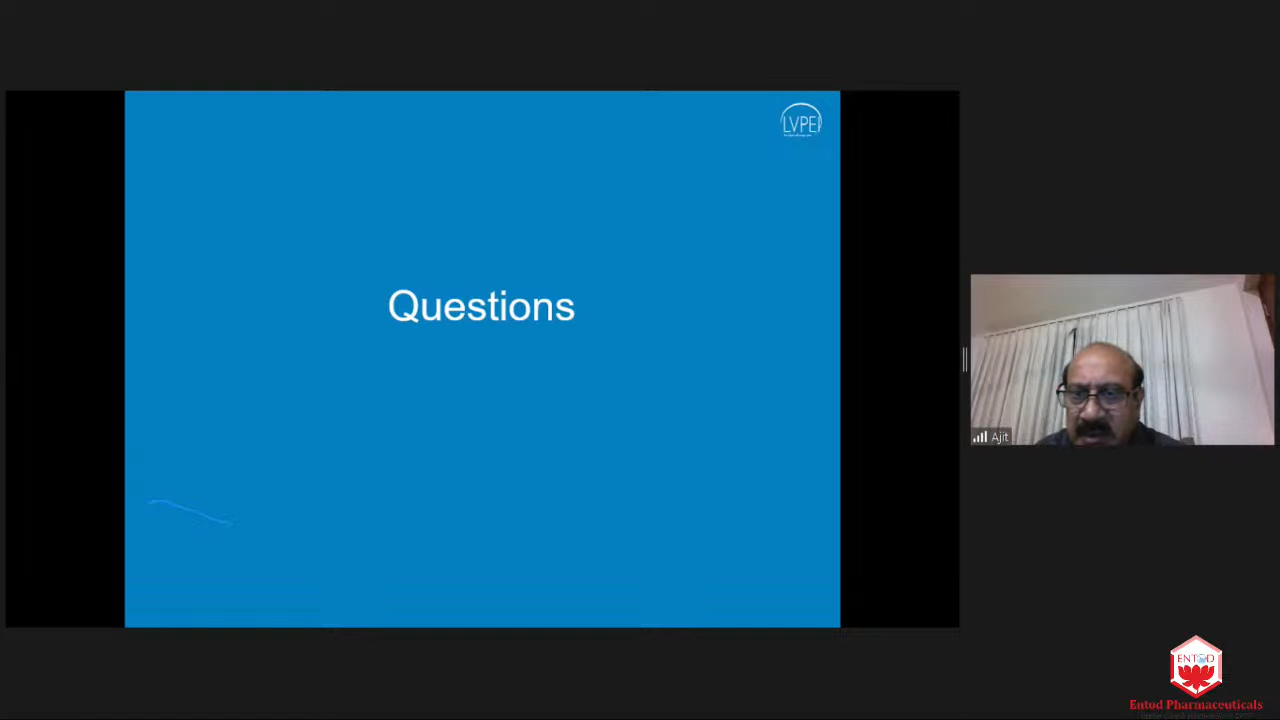 LVPEI
Questions
Ajit
ENTOD
Entod Pharmaceuticals